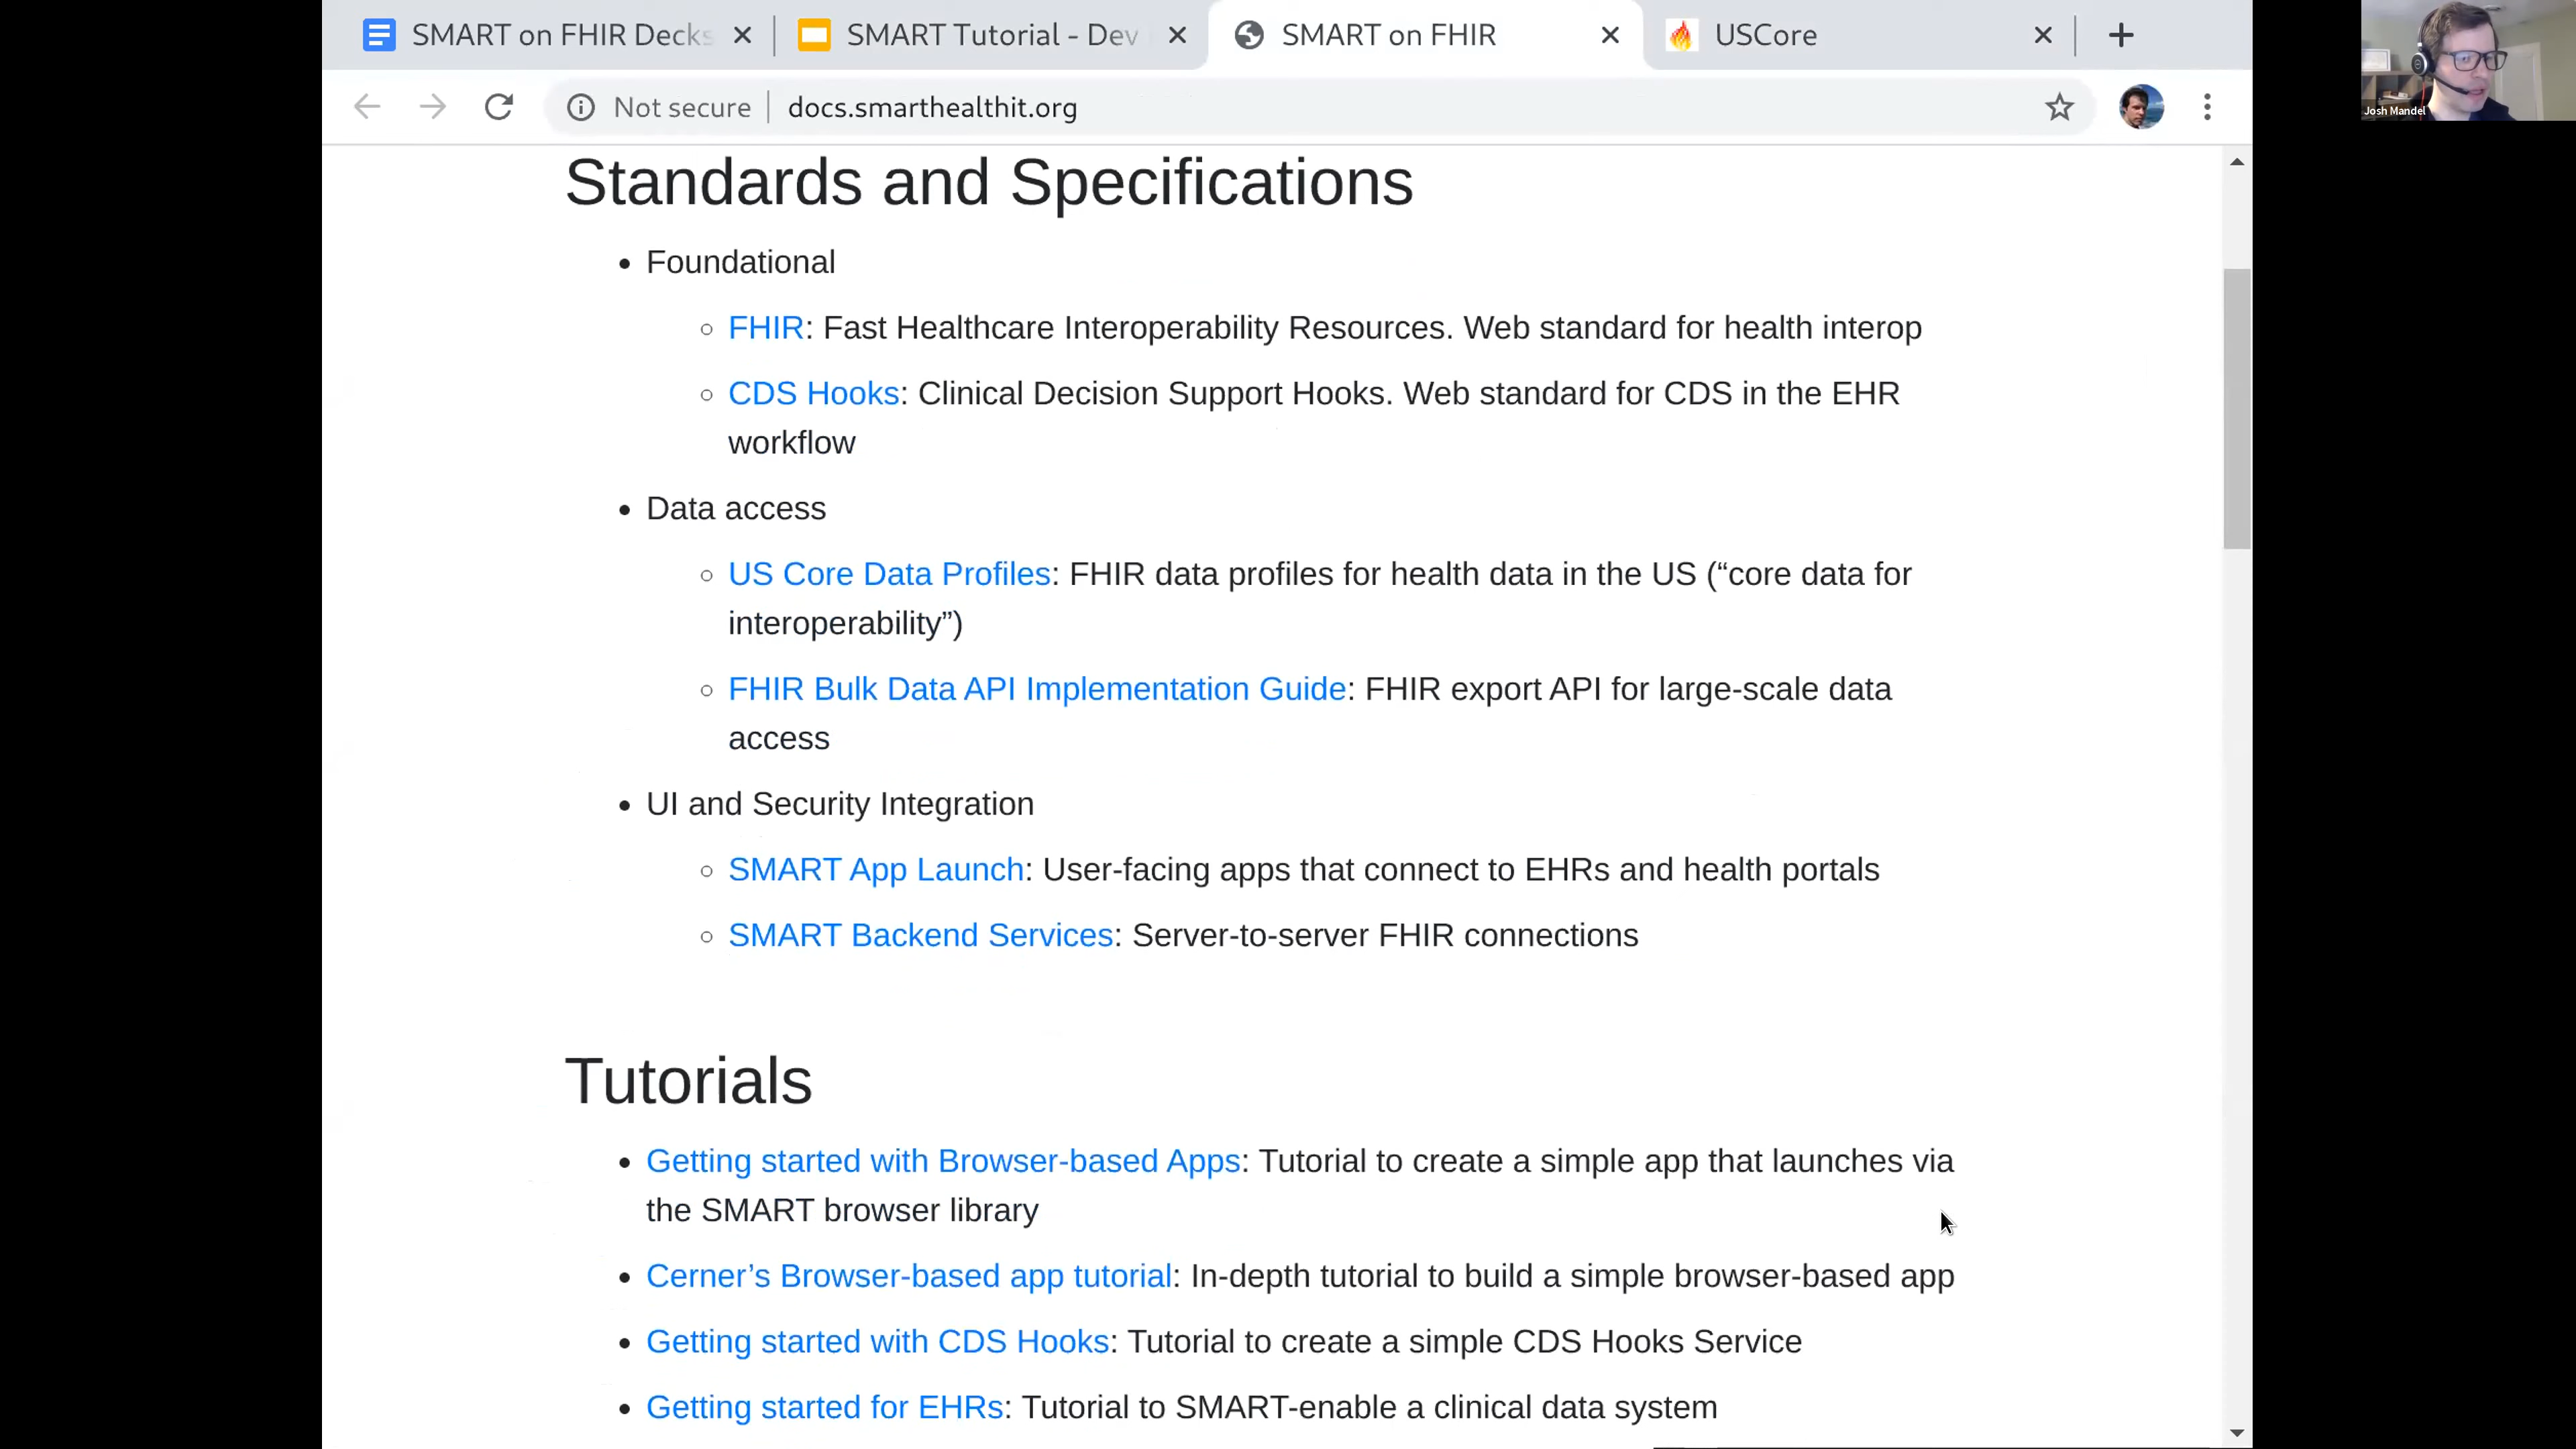 SMART on FHIR Decks
SMART Tutorial - Dev
SMART on FHIR
USCore
Not secure
docs.smarthealthit.org
Josh Mandel
Standards and Specifications
Foundational
FHIR: Fast Healthcare Interoperability Resources. Web standard for health interop
CDS Hooks: Clinical Decision Support Hooks. Web standard for CDS in the EHR
workflow
Data access
US Core Data Profiles: FHIR data profiles for health data in the US (“core data for
interoperability”)
FHIR Bulk Data API Implementation Guide: FHIR export API for large-scale data
access
UI and Security Integration
SMART App Launch: User-facing apps that connect to EHRs and health portals
SMART Backend Services: Server-to-server FHIR connections
Tutorials
Getting started with Browser-based Apps: Tutorial to create a simple app that launches via
the SMART browser library
Cerner’s Browser-based app tutorial: In-depth tutorial to build a simple browser-based app
Getting started with CDS Hooks: Tutorial to create a simple CDS Hooks Service
Getting started for EHRs: Tutorial to SMART-enable a clinical data system